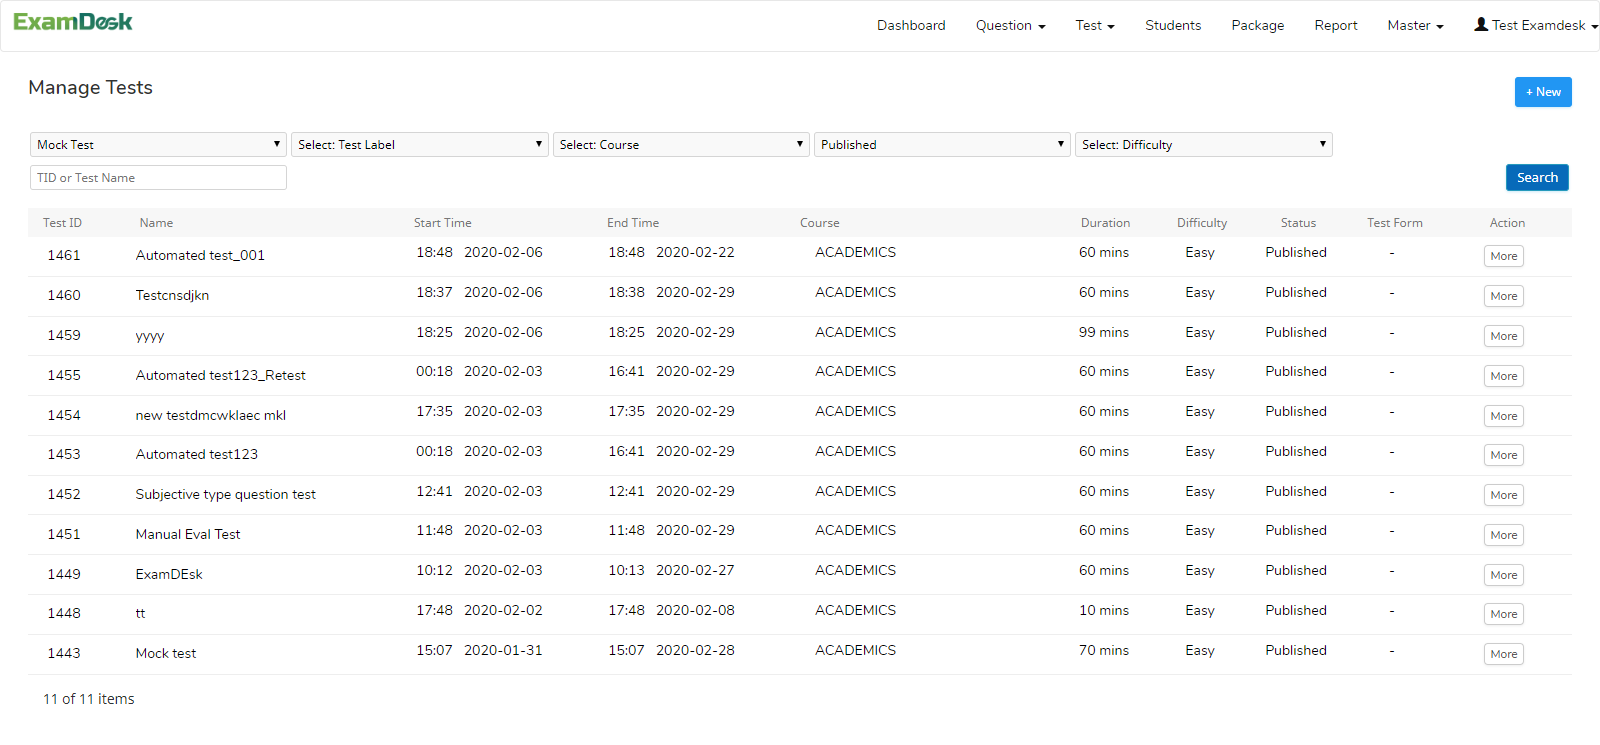 ExamDesk
Dashboard Question Test Students Package Report Master Test Examdesk
Manage Tests
+ New
Mock Test Select: Test Label Select: Course Published Select: Difficulty
TID or Test Name Search
Test ID Name Start Time End Time Course Duration Difficulty Status Test Form Action
1461 Automated test_001 18:48 2020-02-06 18:48 2020-02-22 ACADEMICS 60 mins Easy Published - More
1460 Testcnsdjkn 18:37 2020-02-06 18:38 2020-02-29 ACADEMICS 60 mins Easy Published - More
1459 yyyy 18:25 2020-02-06 18:25 2020-02-29 ACADEMICS 99 mins Easy Published - More
1455 Automated test123_Retest 00:18 2020-02-03 16:41 2020-02-29 ACADEMICS 60 mins Easy Published - More
1454 new testdmcwklaec mkl 17:35 2020-02-03 17:35 2020-02-29 ACADEMICS 60 mins Easy Published - More
1453 Automated test123 00:18 2020-02-03 16:41 2020-02-29 ACADEMICS 60 mins Easy Published - More
1452 Subjective type question test 12:41 2020-02-03 12:41 2020-02-29 ACADEMICS 60 mins Easy Published - More
1451 Manual Eval Test 11:48 2020-02-03 11:48 2020-02-29 ACADEMICS 60 mins Easy Published - More
1449 ExamDEsk 10:12 2020-02-03 10:13 2020-02-27 ACADEMICS 60 mins Easy Published - More
1448 tt 17:48 2020-02-02 17:48 2020-02-08 ACADEMICS 10 mins Easy Published - More
1443 Mock test 15:07 2020-01-31 15:07 2020-02-28 ACADEMICS 70 mins Easy Published - More
11 of 11 items